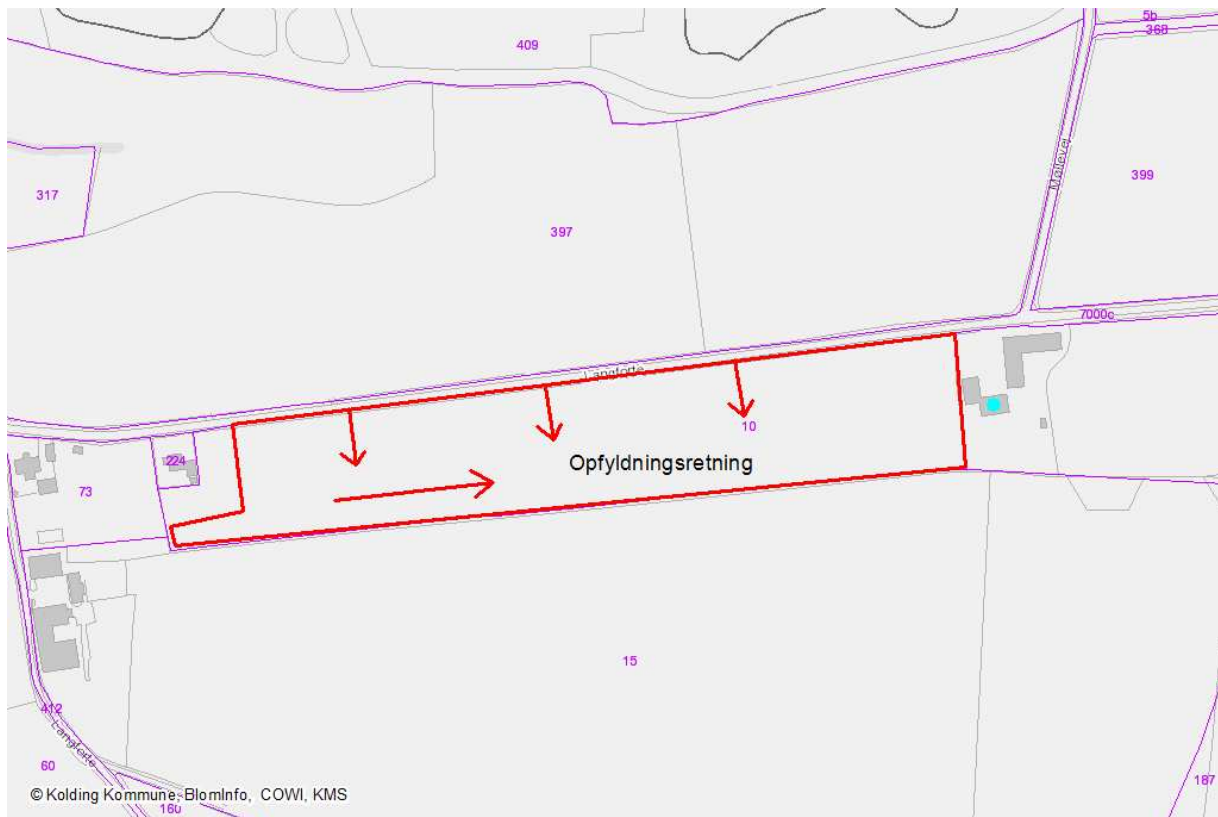 5b
368
409
Møllevej
399
317
397
7000c
Langforte
10
224
Opfyldningsretning
73
15
412
Langforte
60
187
© Kolding Kommune, BlomInfo, COWI, KMS
160